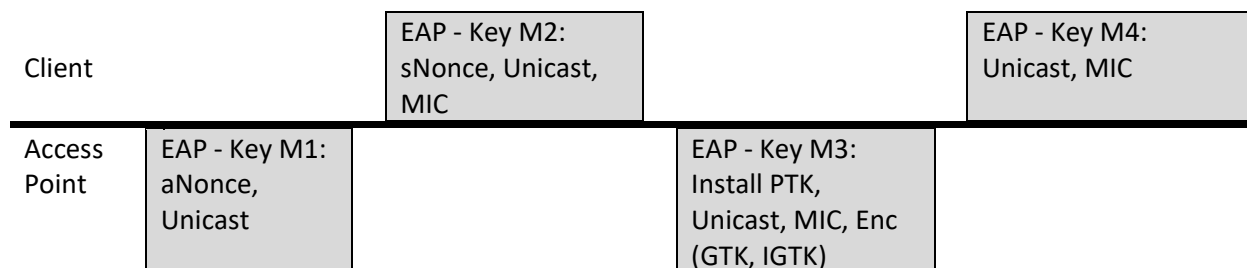 Client
EAP - Key M2:
sNonce, Unicast,
MIC
EAP - Key M4:
Unicast, MIC
Access
Point
EAP - Key M1:
aNonce,
Unicast
EAP - Key M3:
Install PTK,
Unicast, MIC, Enc
(GTK, IGTK)